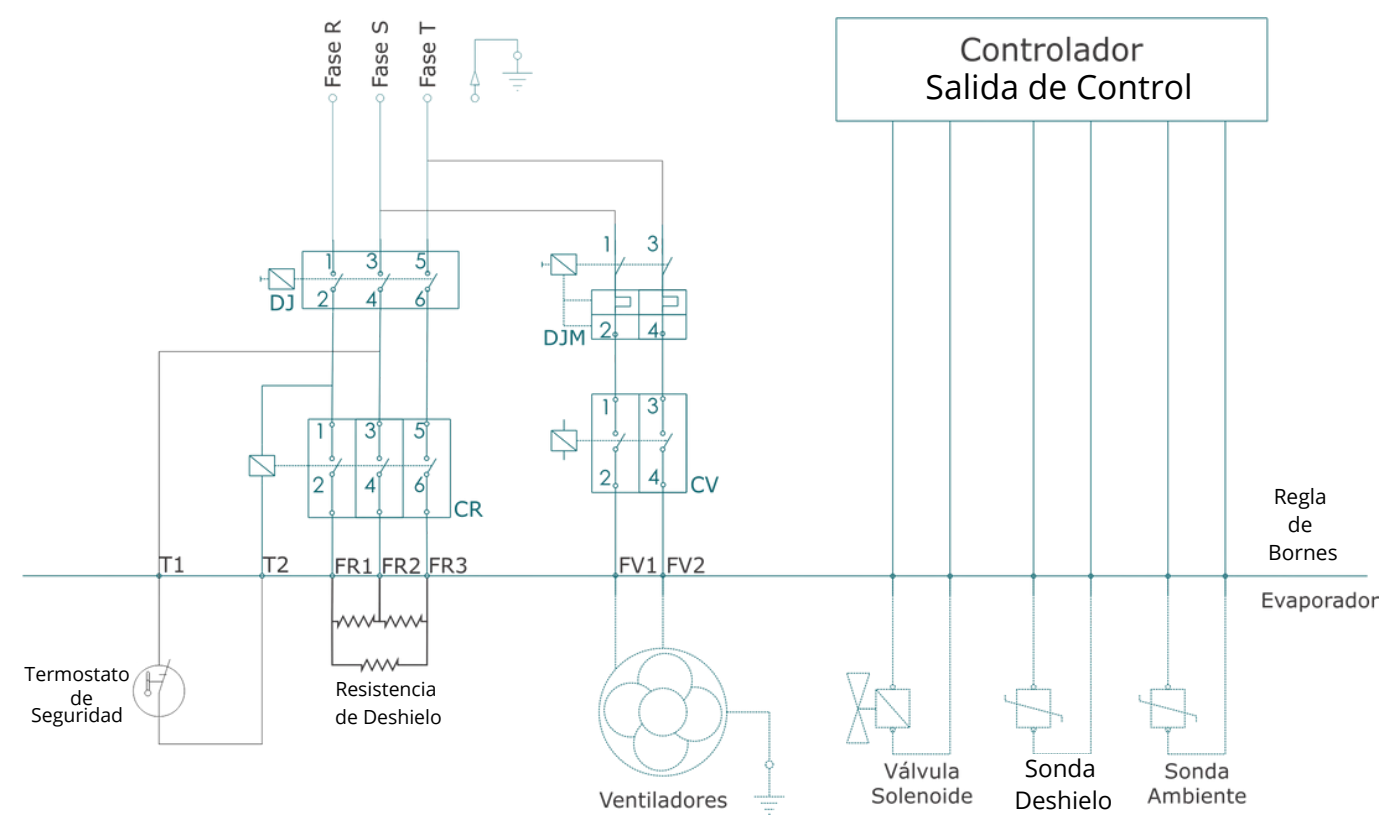 Fase R
Fase S
Fase T
Controlador
Salida de Control
1 3 5
DJ
2 4 6
1 3
DJM
2 4
1 3 5
2 4 6
CR
1 3
2 4
CV
Regla
de
Bornes
T1 T2 FR1 FR2 FR3 FV1 FV2
Evaporador
Termostato
de
Seguridad
Resistencia
de Deshielo
Ventiladores
Válvula
Solenoide
Sonda
Deshielo
Sonda
Ambiente